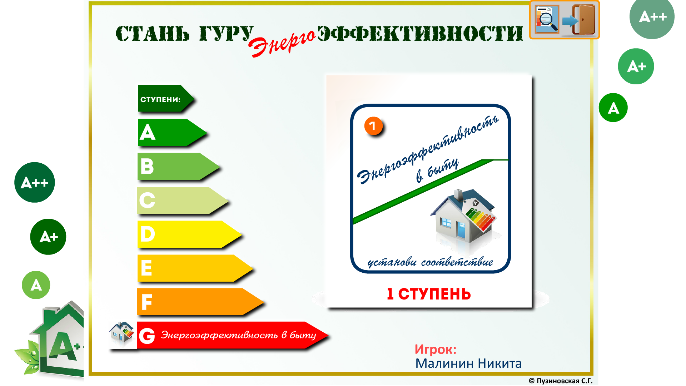 СТАНЬ ГУРУ Энерго ЭФФЕКТИВНОСТИ
A++
A+
A
СТУПЕНИ:
A
B
C
D
E
F
G Энергоэффективность в быту
1
Энергоэффективность
в быту
установи соответствие
1 СТУПЕНЬ
Игрок:
Малинин Никита
A++
A+
A
A+
© Пузиновская С.Г.